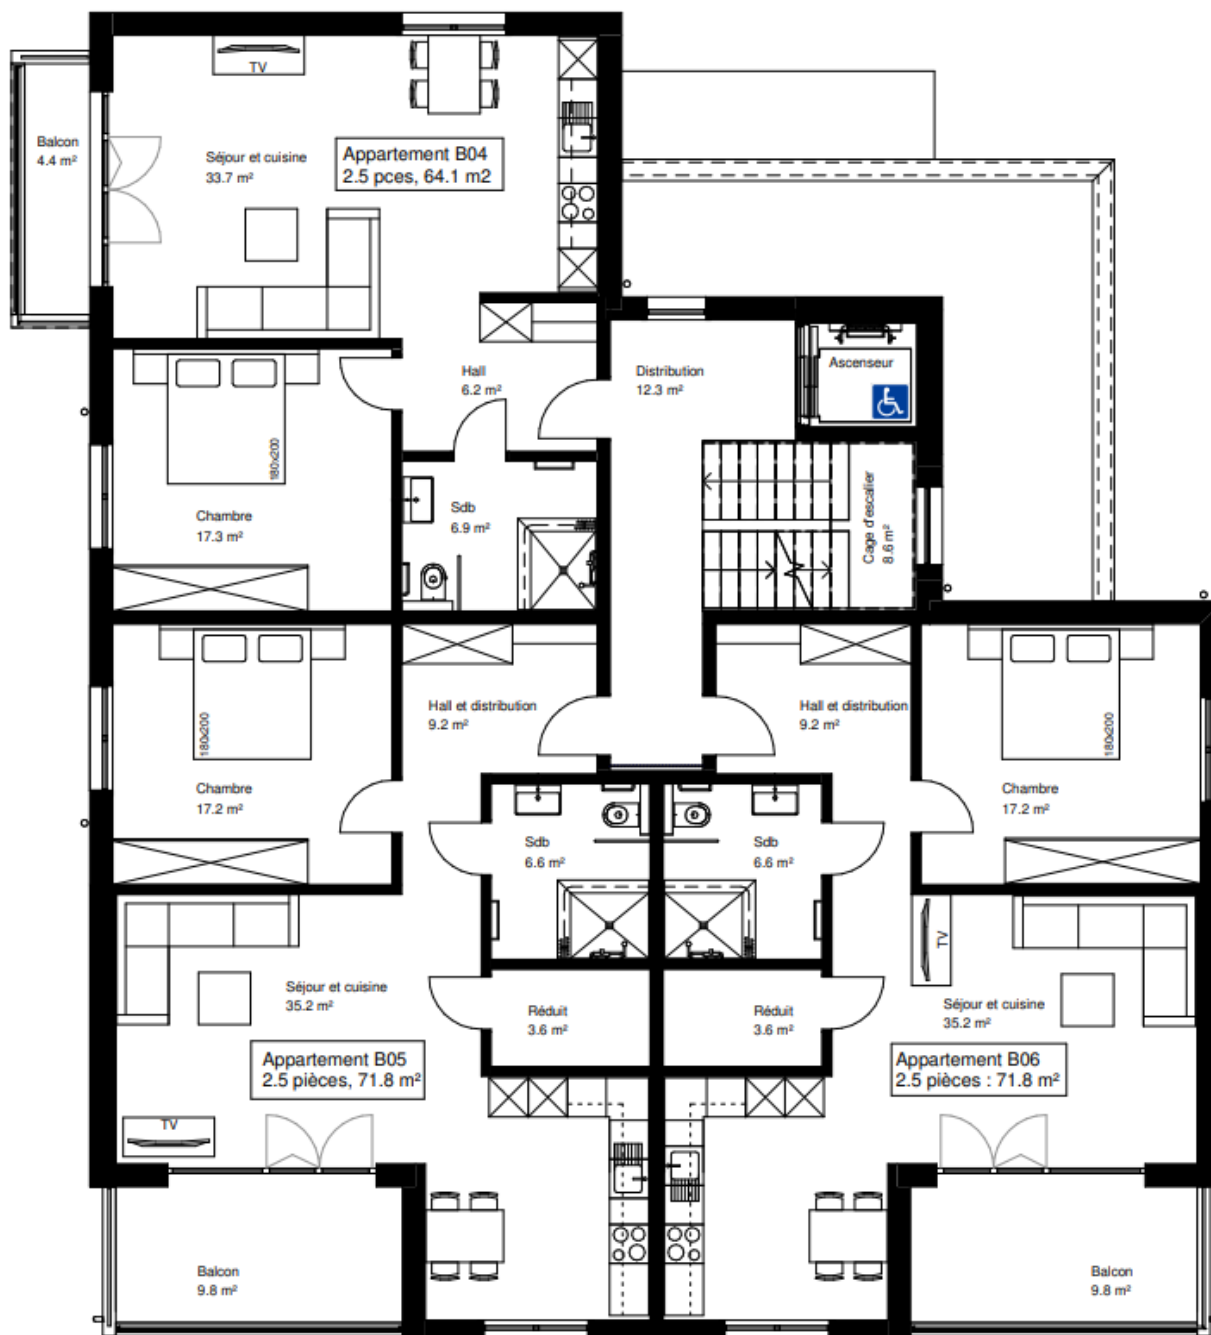 TV
Balcon
4.4 m²
Séjour et cuisine
33.7 m²
Appartement B04
2.5 pces, 64.1 m2
Hall
6.2 m²
Distribution
12.3 m²
Ascenseur
180x200
Chambre
17.3 m²
Sdb
6.9 m²
Cage d'escalier
8.6 m²
180x200
Hall et distribution
9.2 m²
Hall et distribution
9.2 m²
180x200
Chambre
17.2 m²
Chambre
17.2 m²
Sdb
6.6 m²
Sdb
6.6 m²
TV
Séjour et cuisine
35.2 m²
Réduit
3.6 m²
Réduit
3.6 m²
Séjour et cuisine
35.2 m²
Appartement B05
2.5 pièces, 71.8 m²
Appartement B06
2.5 pièces : 71.8 m²
TV
Balcon
9.8 m²
Balcon
9.8 m²